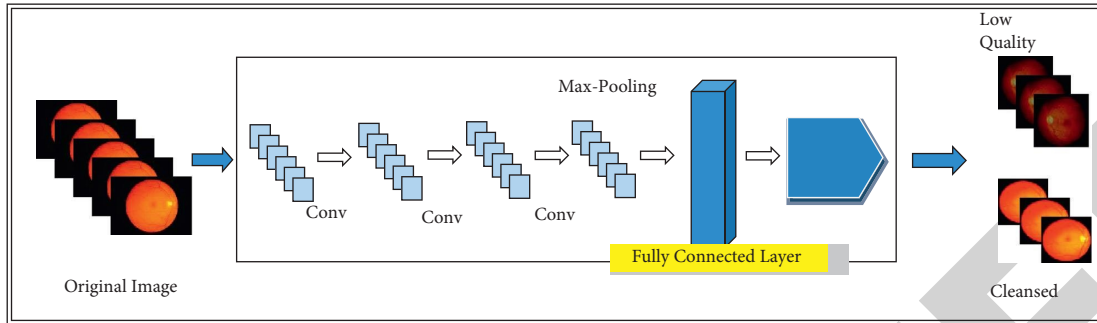 Low
Quality
Max-Pooling
Conv
Conv
Conv
Fully Connected Layer
Original Image
Cleansed